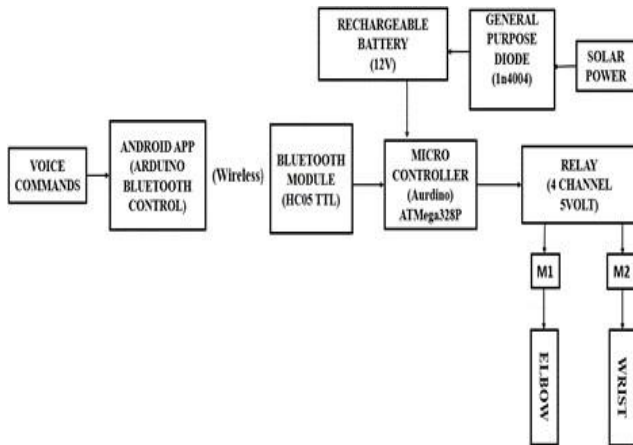 RECHARGEABLE
BATTERY
(12V)
GENERAL
PURPOSE
DIODE
(1n4004)
SOLAR
POWER
VOICE
COMMANDS
ANDROID APP
(ARDUINO
BLUETOOTH
CONTROL)
(Wireless)
BLUETOOTH
MODULE
(HC05 TTL)
MICRO
CONTROLLER
(Aurdino)
ATMega328P
RELAY
(4 CHANNEL
5VOLT)
M1
M2
ELBOW
WRIST